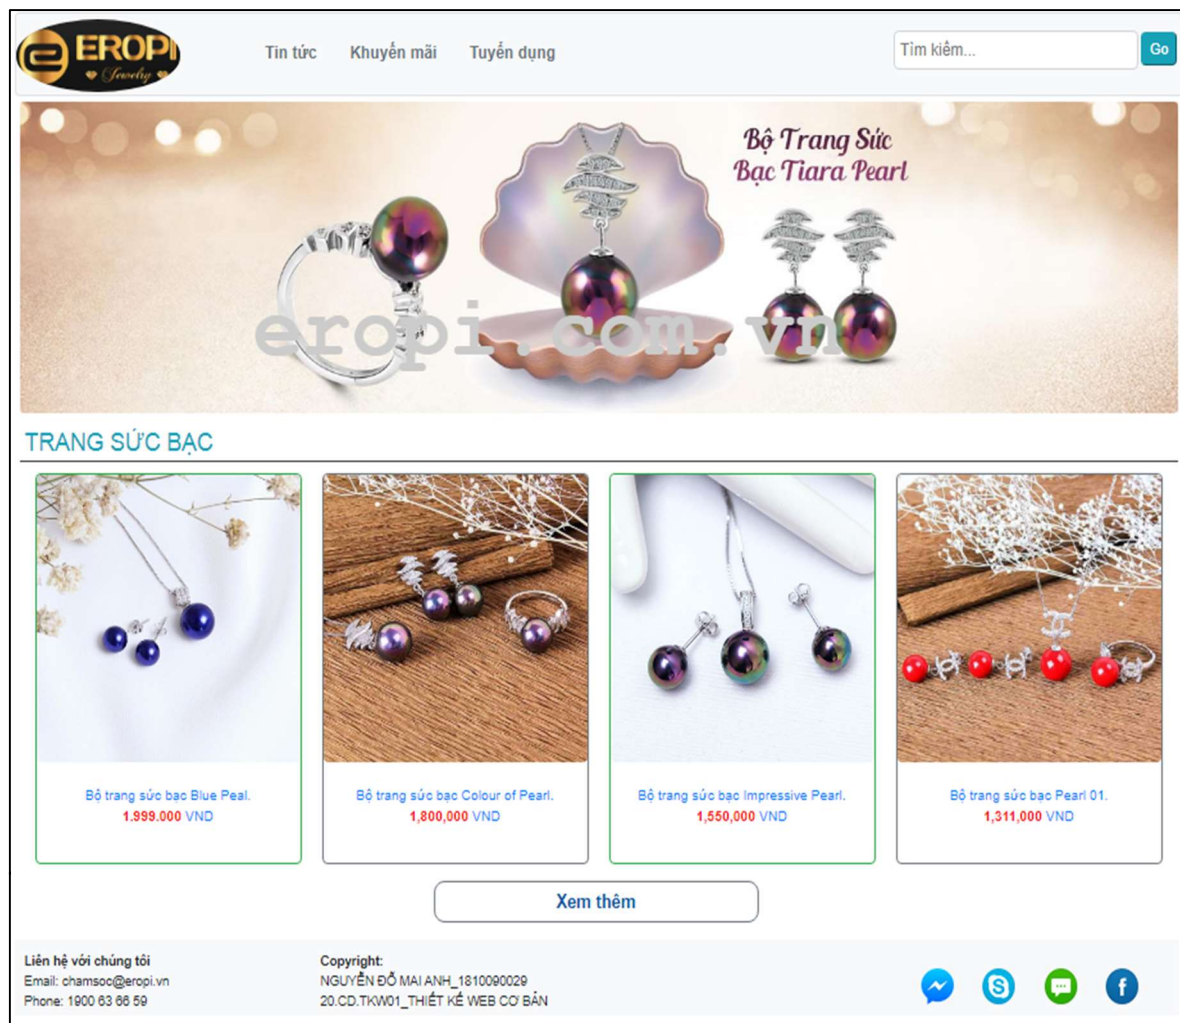 EROPI
Jewelry
Tin tức
Khuyến mãi
Tuyển dụng
Tìm kiếm...
Go
Bộ Trang Sức
Bạc Tiara Pearl
eropi.com.vn
TRANG SỨC BẠC
Bộ trang sức bạc Blue Peal.
1.999.000 VND
Bộ trang sức bạc Colour of Pearl.
1,800,000 VND
Bộ trang sức bạc Impressive Pearl.
1,550,000 VND
Bộ trang sức bạc Pearl 01.
1,311,000 VND
Xem thêm
Liên hệ với chúng tôi
Email: chamsoc@eropi.vn
Phone: 1900 63 66 59
Copyright:
NGUYỄN ĐỖ MAI ANH_1810090029
20.CD.TKW01_THIẾT KẾ WEB CƠ BẢN